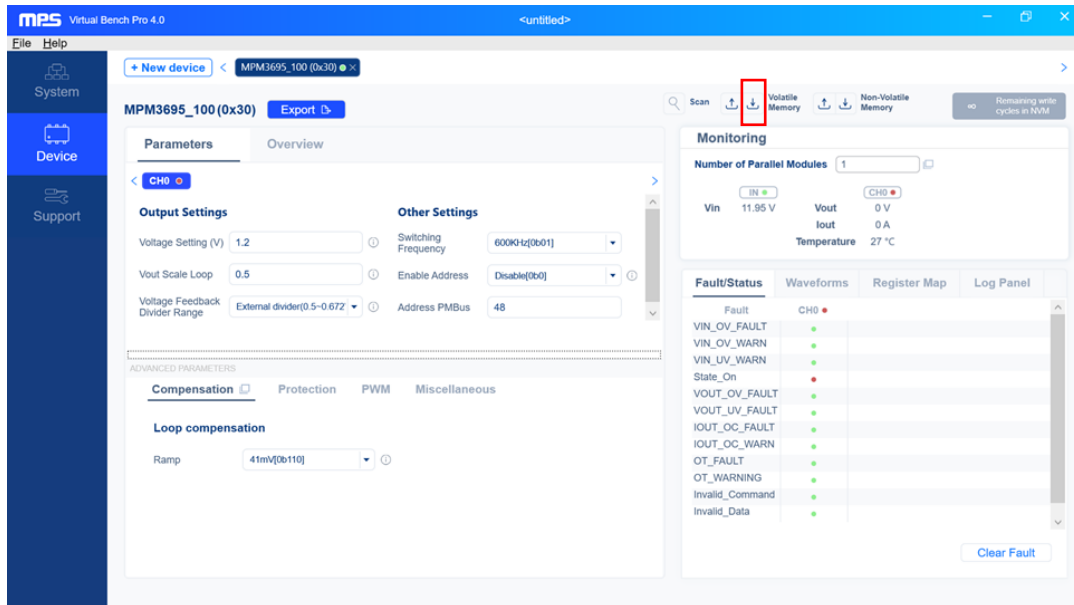 mps Virtual Bench Pro 4.0 <untitled>
File Help
System
Device
Support
+ New device < MPM3695_100 (0x30) × >
MPM3695_100(0x30) Export
Scan Volatile Memory Non-Volatile Memory ∞ Remaining write cycles in NVM
Parameters Overview
< CH0 >
Output Settings
Voltage Setting (V) 1.2
Vout Scale Loop 0.5
Voltage Feedback Divider Range External divider(0.5~0.672
Other Settings
Switching Frequency 600KHz[0b01]
Enable Address Disable[0b0]
Address PMBus 48
ADVANCED PARAMETERS
Compensation Protection PWM Miscellaneous
Loop compensation
Ramp 41mV[0b110]
Monitoring
Number of Parallel Modules 1
IN CH0
Vin 11.95 V Vout 0 V
Iout 0 A
Temperature 27 °C
Fault/Status Waveforms Register Map Log Panel
Fault CH0
VIN_OV_FAULT
VIN_OV_WARN
VIN_UV_WARN
State_On
VOUT_OV_FAULT
VOUT_UV_FAULT
IOUT_OC_FAULT
IOUT_OC_WARN
OT_FAULT
OT_WARNING
Invalid_Command
Invalid_Data
Clear Fault